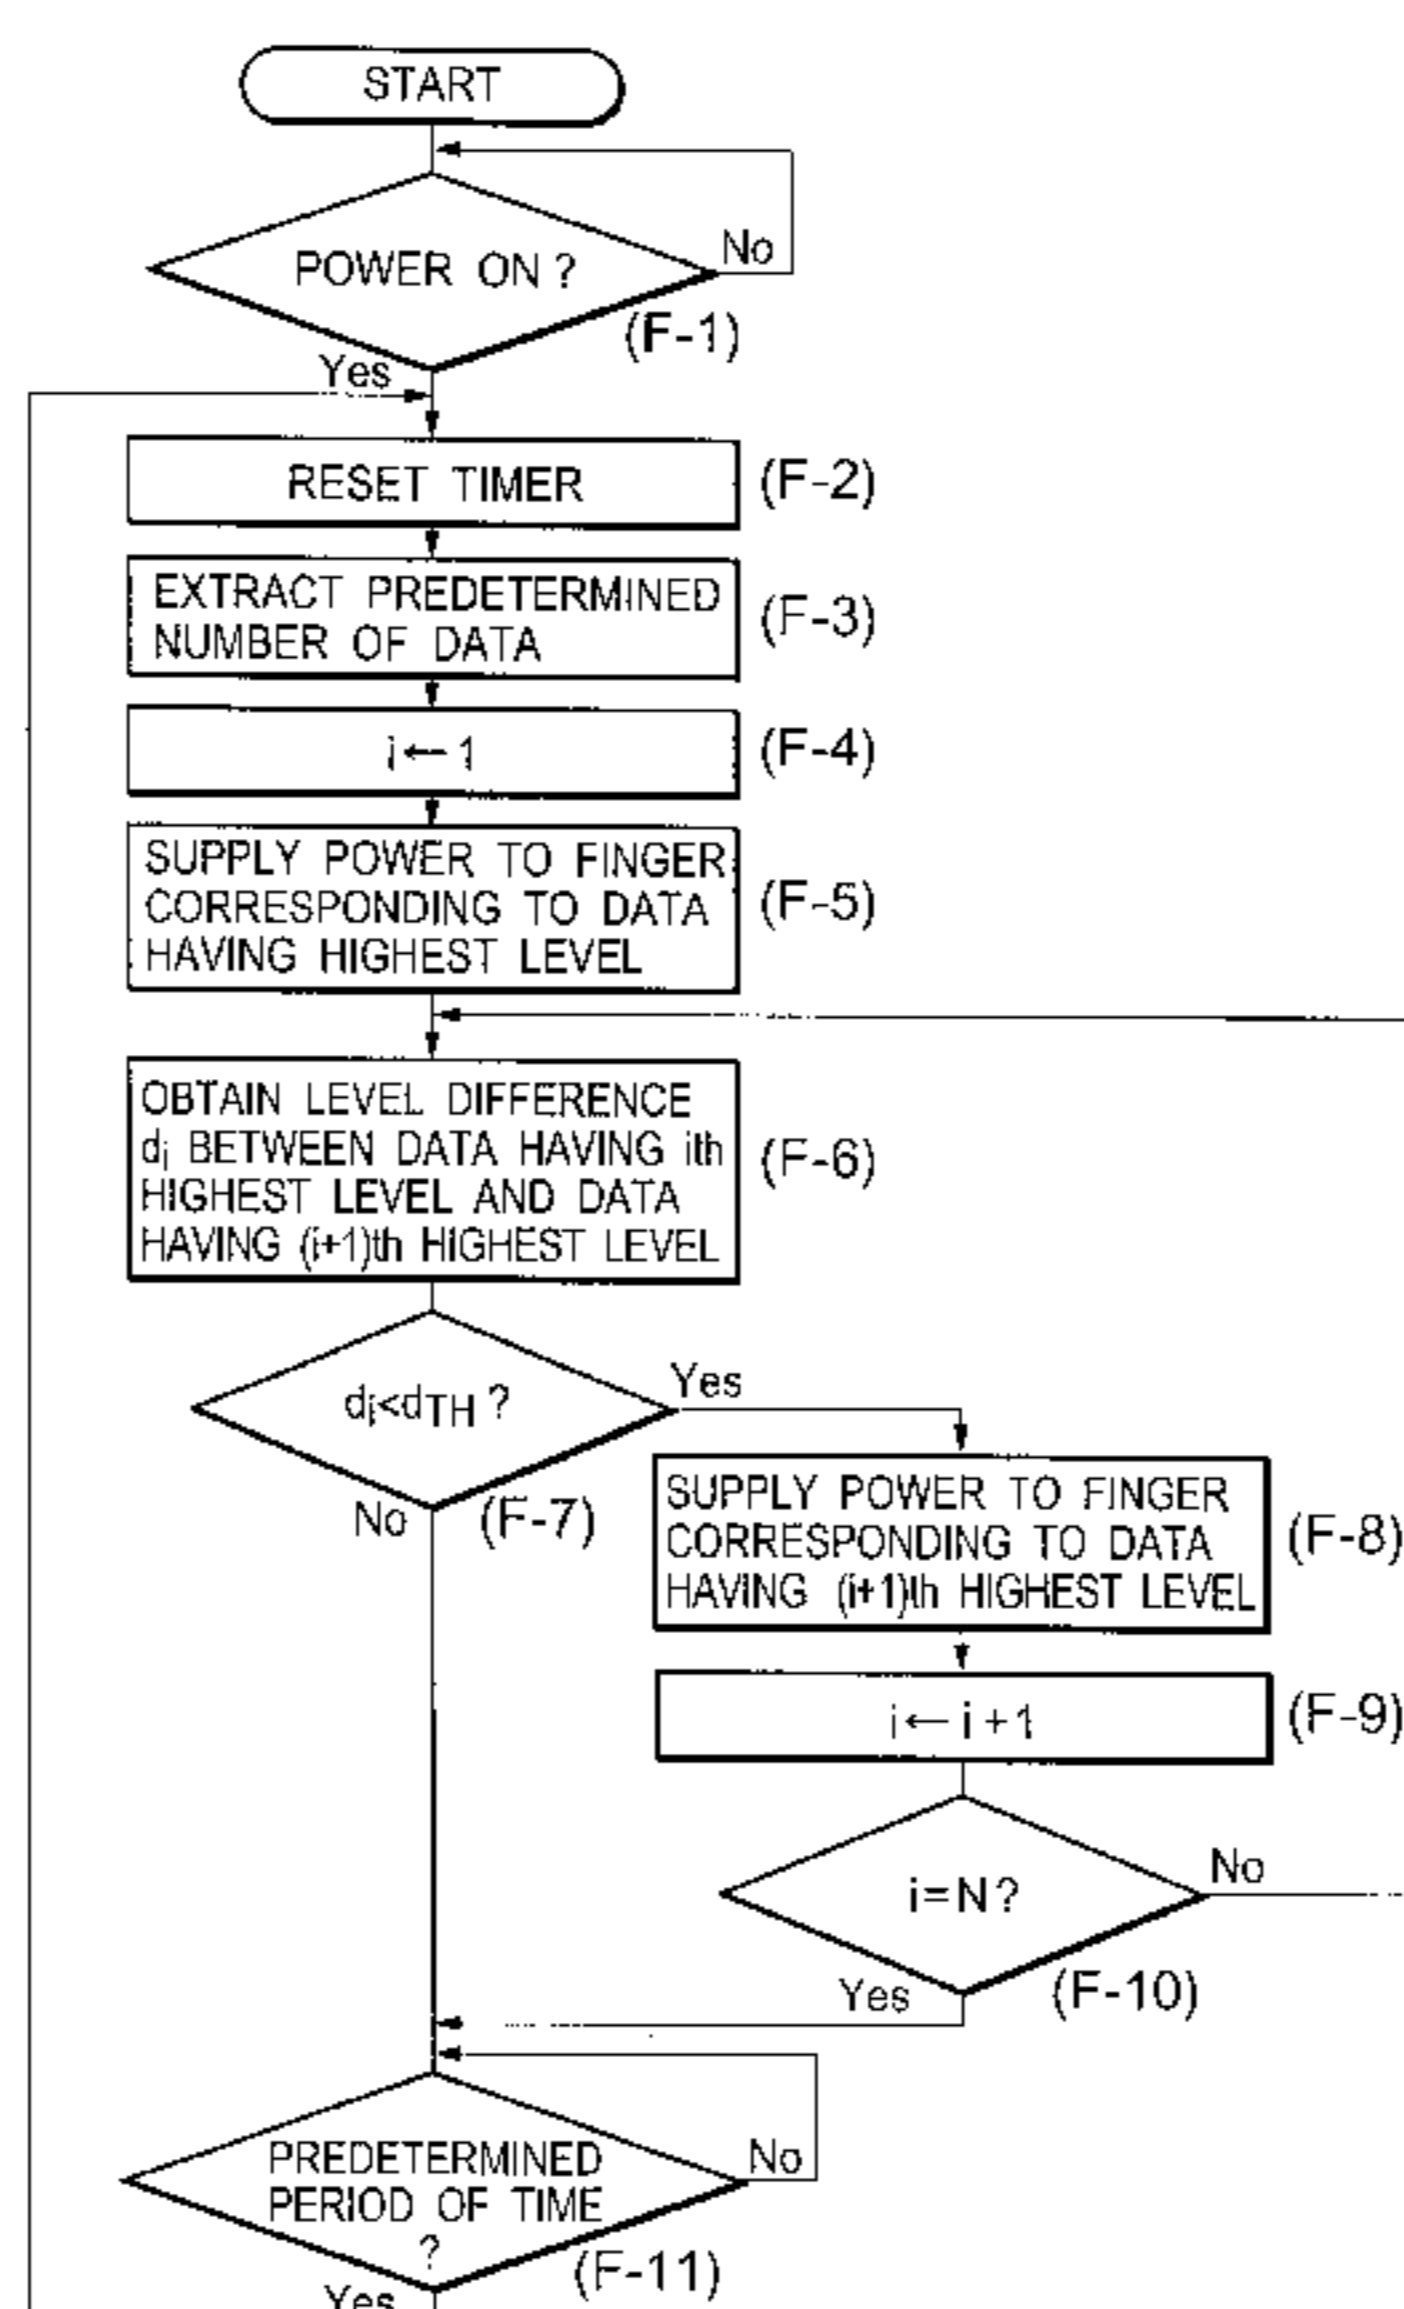 START
POWER ON ?
No
(F-1)
Yes
RESET TIMER
(F-2)
EXTRACT PREDETERMINED
NUMBER OF DATA
(F-3)
i ← 1
(F-4)
SUPPLY POWER TO FINGER
CORRESPONDING TO DATA
HAVING HIGHEST LEVEL
(F-5)
OBTAIN LEVEL DIFFERENCE
di BETWEEN DATA HAVING ith
HIGHEST LEVEL AND DATA
HAVING (i+1)th HIGHEST LEVEL
(F-6)
di<dTH ?
Yes
No
(F-7)
SUPPLY POWER TO FINGER
CORRESPONDING TO DATA
HAVING (i+1)th HIGHEST LEVEL
(F-8)
i ← i + 1
(F-9)
i=N ?
No
Yes
(F-10)
PREDETERMINED
PERIOD OF TIME
?
No
(F-11)
Yes